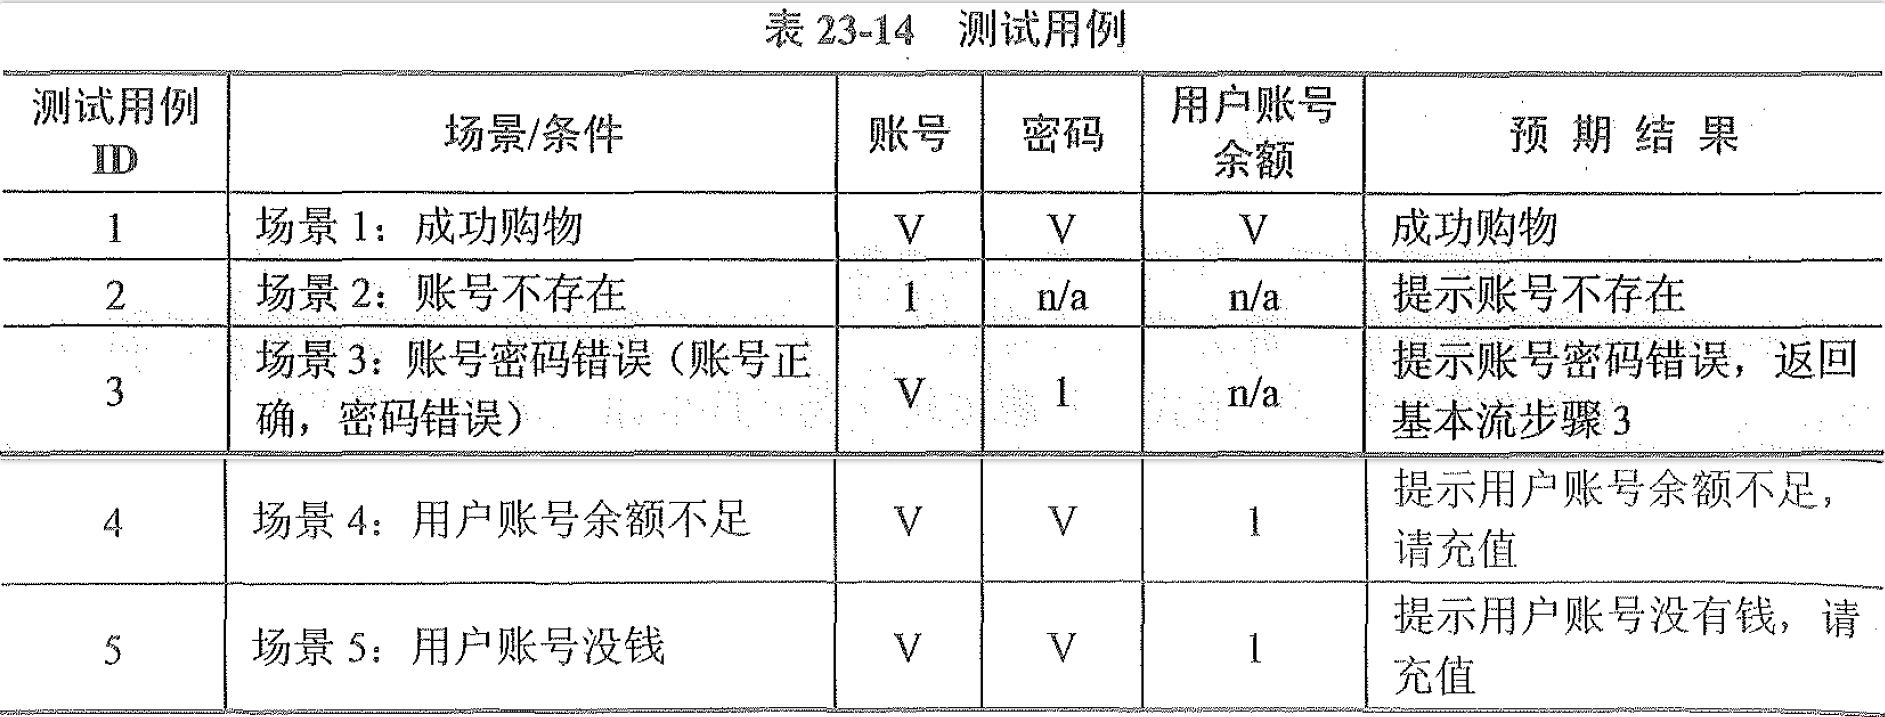 表 23-14 测试用例
测试用例
ID
场景/条件
账号
密码
用户账号
余额
预期结果
1
场景 1：成功购物
V
V
V
成功购物
2
场景 2：账号不存在
1
n/a
n/a
提示账号不存在
3
场景 3：账号密码错误（账号正
确，密码错误）
V
1
n/a
提示账号密码错误，返回
基本流步骤 3
4
场景 4：用户账号余额不足
V
V
1
提示用户账号余额不足，
请充值
5
场景 5：用户账号没钱
V
V
1
提示用户账号没有钱，请
充值